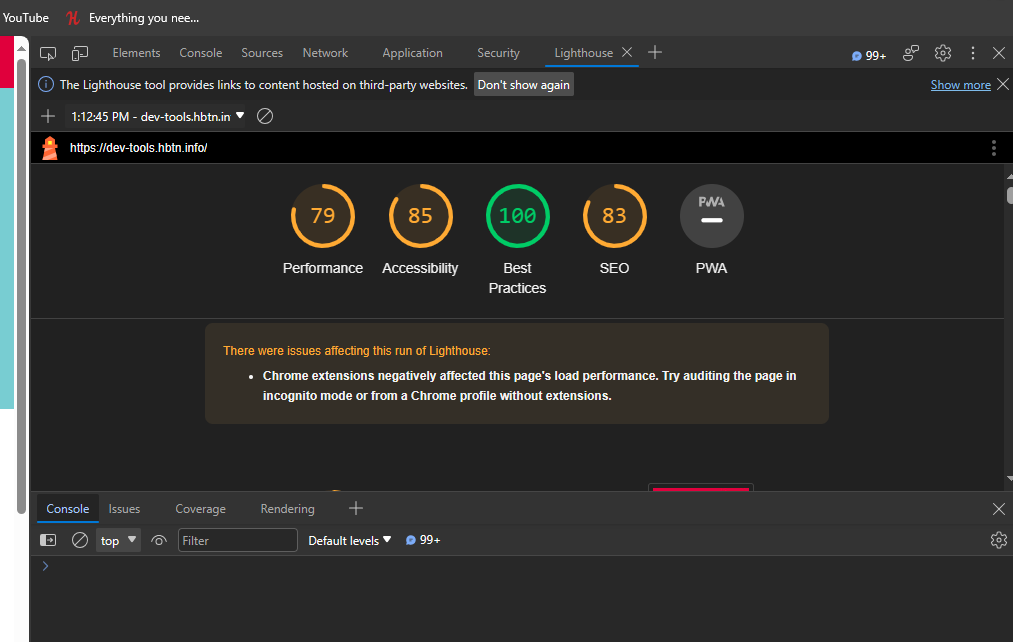 YouTube Everything you nee...
Elements Console Sources Network Application Security Lighthouse 99+
The Lighthouse tool provides links to content hosted on third-party websites. Don't show again Show more
1:12:45 PM - dev-tools.hbtn.in
https://dev-tools.hbtn.info/
79 85 100 83 PWA
Performance Accessibility Best Practices SEO PWA
There were issues affecting this run of Lighthouse:
• Chrome extensions negatively affected this page's load performance. Try auditing the page in
incognito mode or from a Chrome profile without extensions.
Console Issues Coverage Rendering
top Filter Default levels 99+